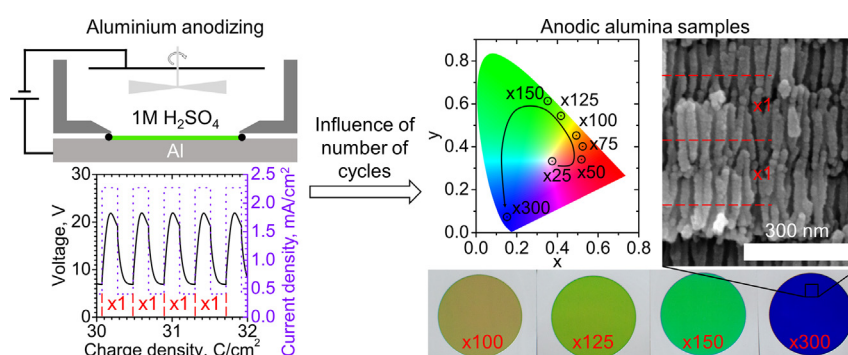 Aluminium anodizing
1M H₂SO₄
Al
Voltage, V
30
20
10
0
x1 x1 x1 x1
30 31 32
Charge density, C/cm²
2.5
2.0
1.5
1.0
0.5
0.0
Current density, mA/cm²
Influence of
number of
cycles
Anodic alumina samples
y
0.8
0.6
0.4
0.2
0.0
x150
x125
x100
x75
x50
x25
x300
0.0 0.2 0.4 0.6 0.8
x
x1
x1
300 nm
x100
x125
x150
x300